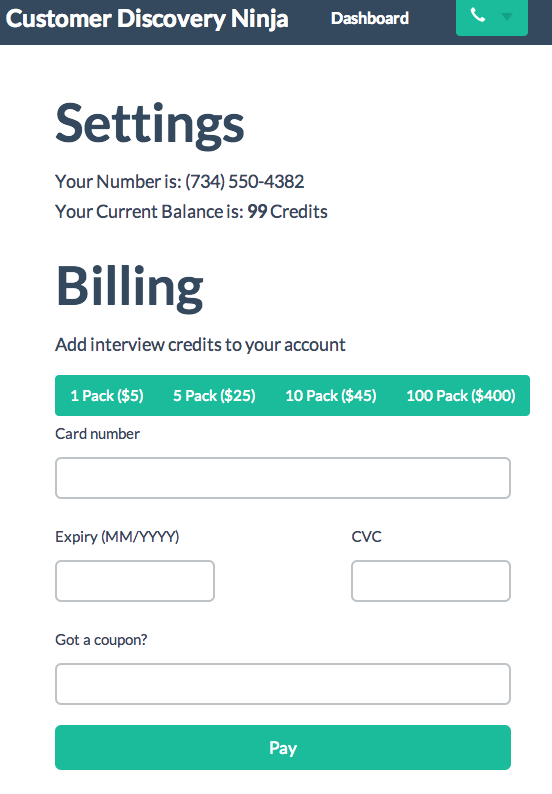 Customer Discovery Ninja Dashboard
Settings
Your Number is: (734) 550-4382
Your Current Balance is: 99 Credits
Billing
Add interview credits to your account
1 Pack ($5) 5 Pack ($25) 10 Pack ($45) 100 Pack ($400)
Card number
Expiry (MM/YYYY) CVC
Got a coupon?
Pay